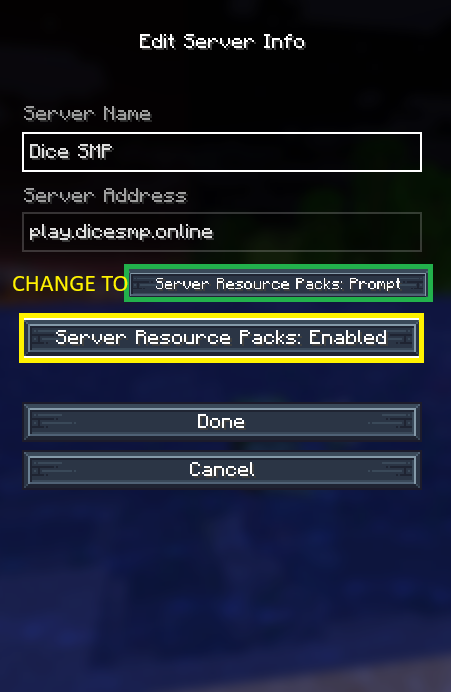 Edit Server Info
Server Name
Dice SMP
Server Address
play.dicesmp.online
CHANGE TO Server Resource Packs: Prompt
Server Resource Packs: Enabled
Done
Cancel